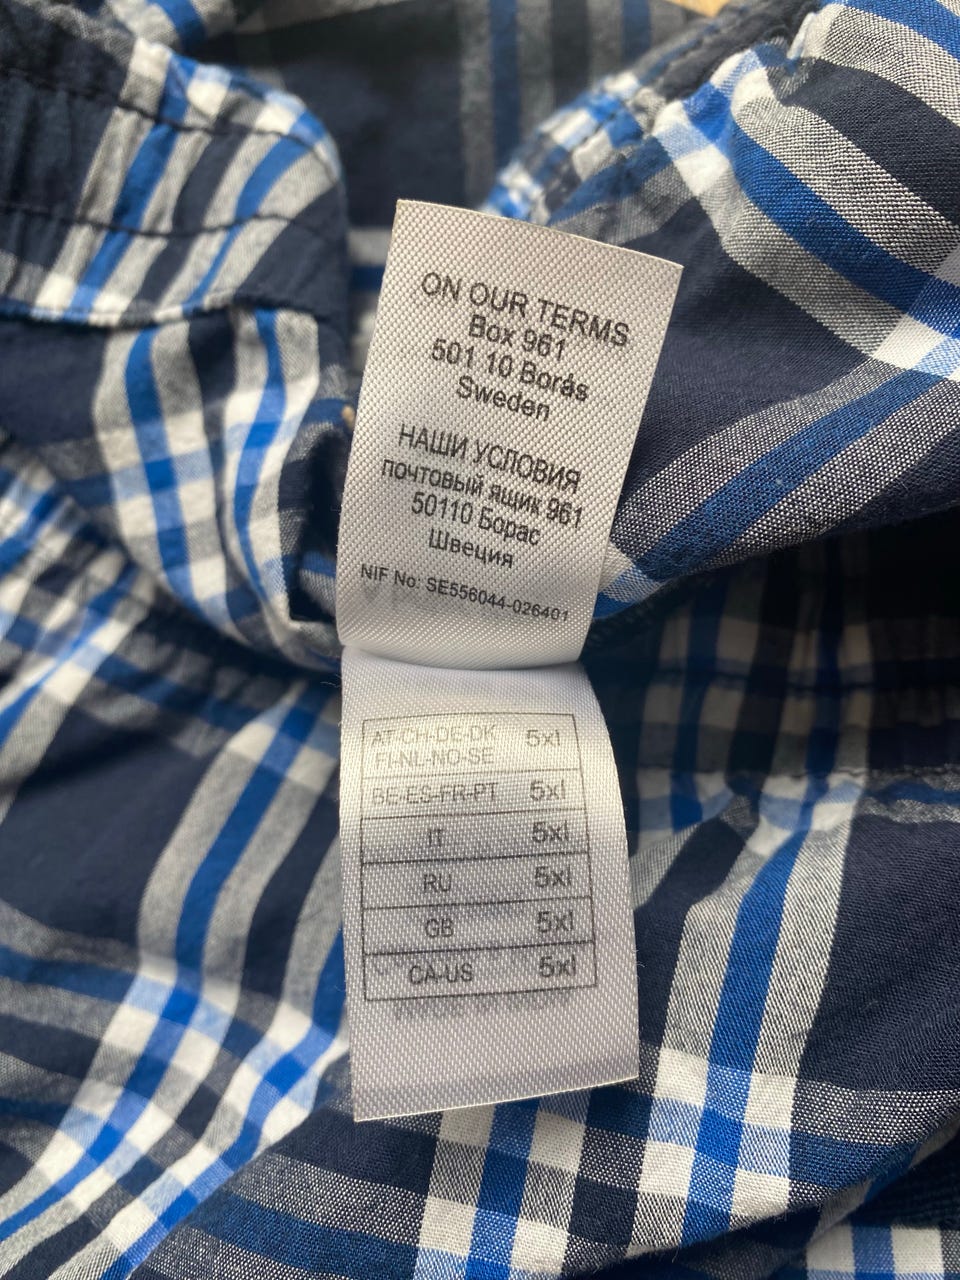 ON OUR TERMS
Box 961
501 10 Borås
Sweden
НАШИ УСЛОВИЯ
почтовый ящик 961
50110 Борас
Швеция
NIF No: SE556044-026401
AT-CH-DE-DK 5xl
FI-NL-NO-SE
BE-ES-FR-PT 5xl
IT 5xl
RU 5xl
GB 5xl
CA-US 5xl